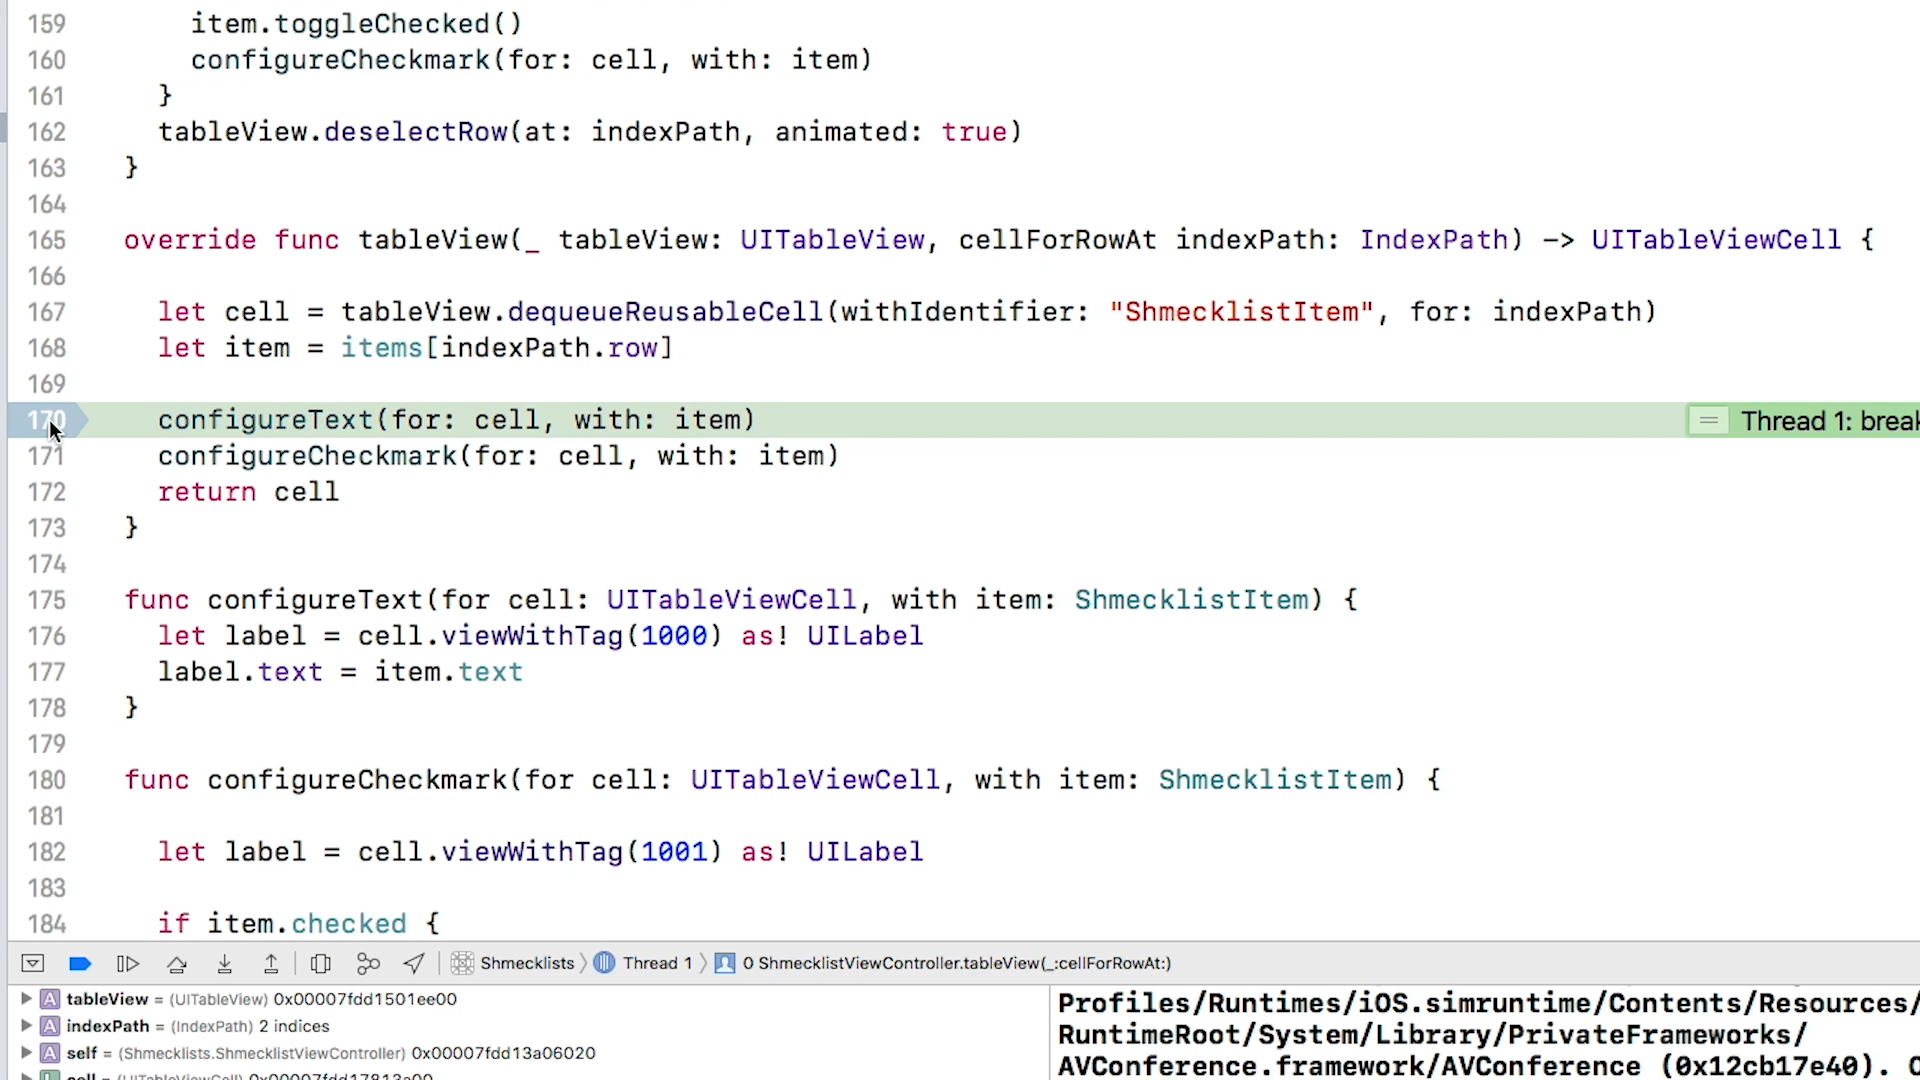 159 item.toggleChecked()
160 configureCheckmark(for: cell, with: item)
161 }
162 tableView.deselectRow(at: indexPath, animated: true)
163 }
164
165 override func tableView(_ tableView: UITableView, cellForRowAt indexPath: IndexPath) -> UITableViewCell {
166
167 let cell = tableView.dequeueReusableCell(withIdentifier: "ShmecklistItem", for: indexPath)
168 let item = items[indexPath.row]
169
170 configureText(for: cell, with: item) = Thread 1: break
171 configureCheckmark(for: cell, with: item)
172 return cell
173 }
174
175 func configureText(for cell: UITableViewCell, with item: ShmecklistItem) {
176 let label = cell.viewWithTag(1000) as! UILabel
177 label.text = item.text
178 }
179
180 func configureCheckmark(for cell: UITableViewCell, with item: ShmecklistItem) {
181
182 let label = cell.viewWithTag(1001) as! UILabel
183
184 if item.checked {
Shmecklists Thread 1 0 ShmecklistViewController.tableView(_:cellForRowAt:)
A tableView = (UITableView) 0x00007fdd1501ee00
A indexPath = (IndexPath) 2 indices
A self = (Shmecklists.ShmecklistViewController) 0x00007fdd13a06020
L cell = (UITableViewCell) 0x00007fdd17813a00
Profiles/Runtimes/iOS.simruntime/Contents/Resources/
RuntimeRoot/System/Library/PrivateFrameworks/
AVConference.framework/AVConference (0x12cb17e40).